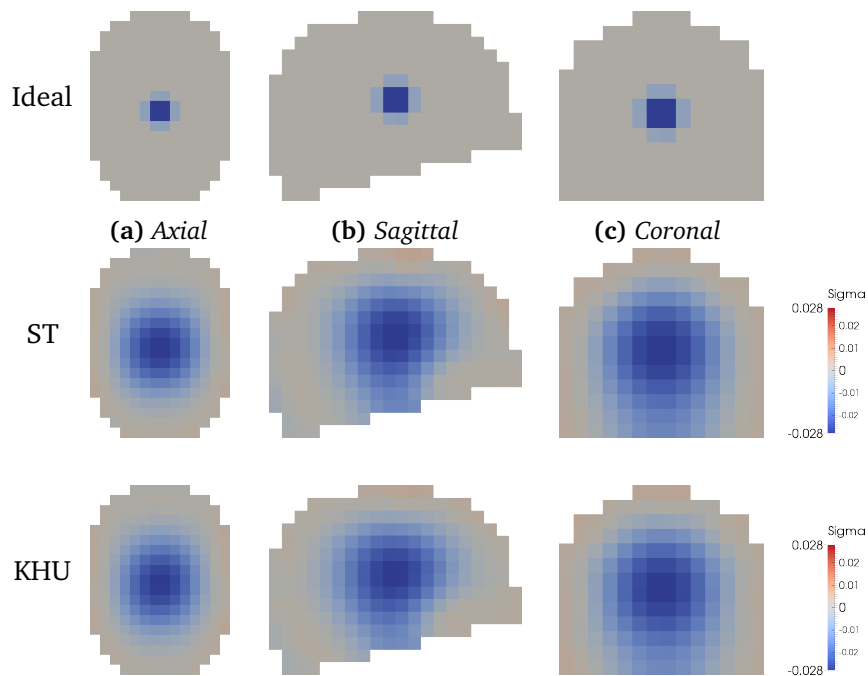 Ideal
(a) Axial
(b) Sagittal
(c) Coronal
ST
Sigma
0.028
0.02
0.01
0
-0.01
-0.02
-0.028
KHU
Sigma
0.028
0.02
0.01
0
-0.01
-0.02
-0.028